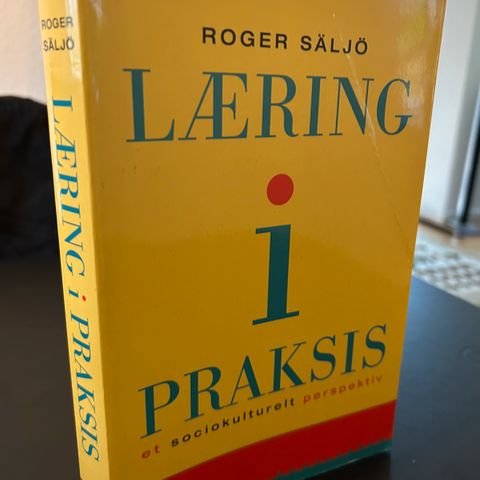 ROGER SÄLJÖ
LÆRING
i
PRAKSIS
et sociokulturelt perspektiv
ROGER
SÄLJÖ
LÆRING i PRAKSIS